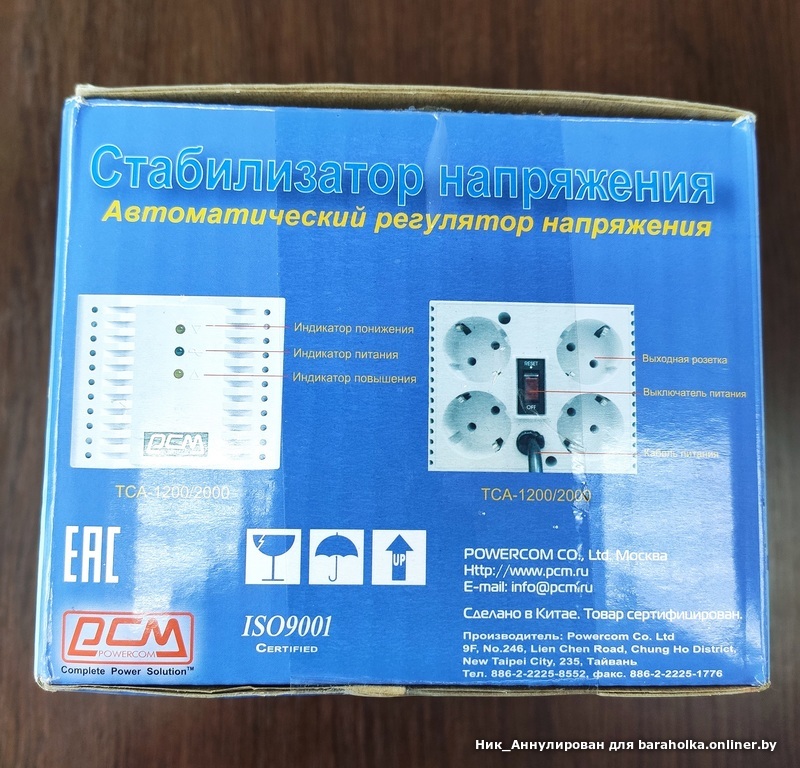 Стабилизатор напряжения
Автоматический регулятор напряжения
Индикатор понижения
Индикатор питания
Индикатор повышения
PCM
TCA-1200/2000
RESET
OFF
Выходная розетка
Выключатель питания
Кабель питания
TCA-1200/2000
EAC
UP
PCM
POWERCOM
Complete Power Solution™
ISO9001
CERTIFIED
POWERCOM CO., Ltd. Москва
Http://www.pcm.ru
E-mail: info@pcm.ru
Сделано в Китае. Товар сертифицирован.
Производитель: Powercom Co. Ltd
9F, No.246, Lien Chen Road, Chung Ho District,
New Taipei City, 235, Тайвань
Тел. 886-2-2225-8552, факс. 886-2-2225-1776
Ник_Аннулирован для baraholka.onliner.by